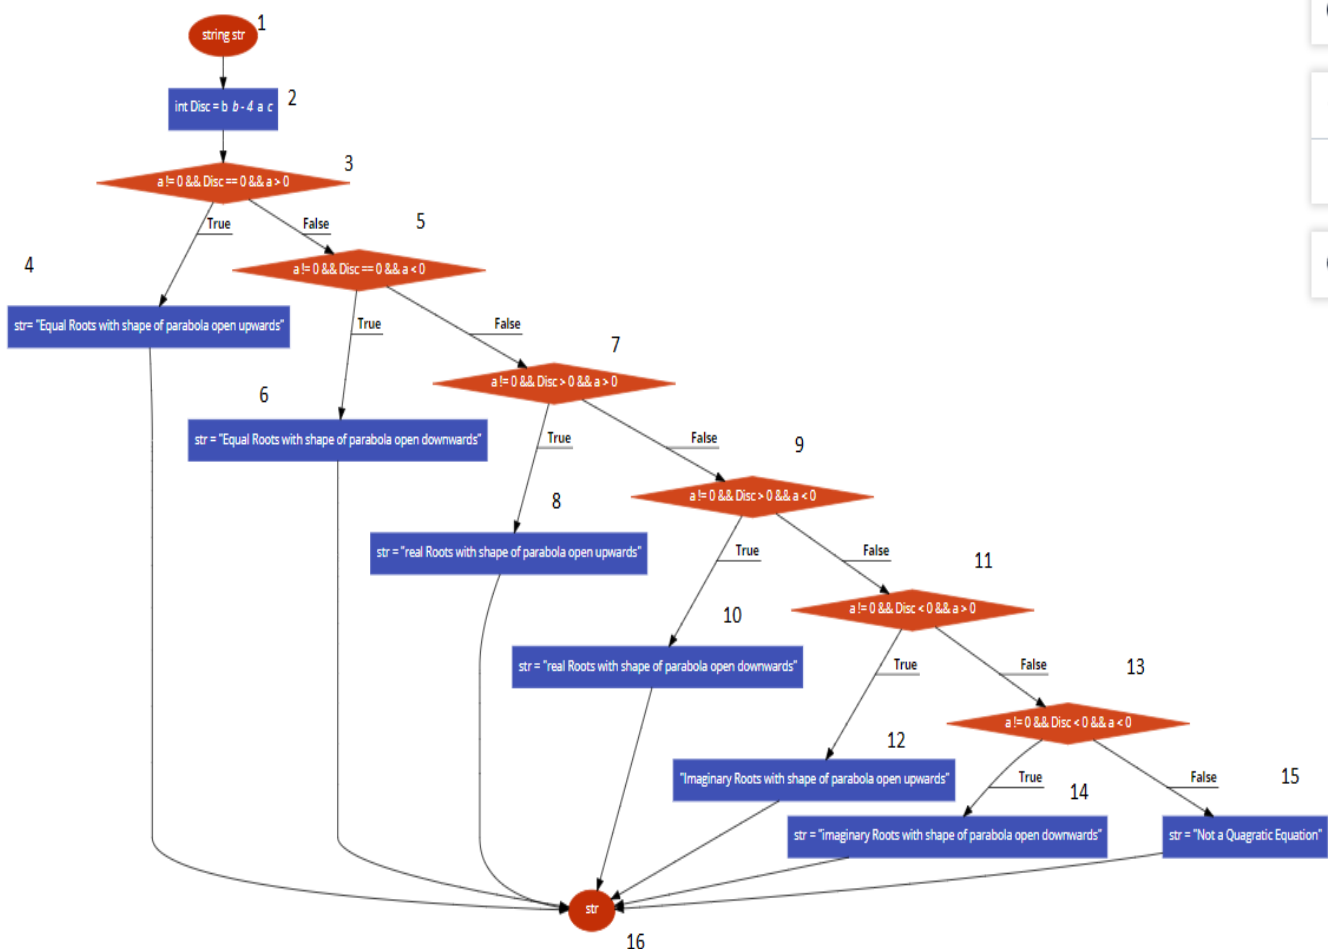 string str
1
int Disc = b b - 4 a c
2
3
a != 0 && Disc == 0 && a > 0
True
False
5
4
a != 0 && Disc == 0 && a < 0
str= "Equal Roots with shape of parabola open upwards"
True
False
7
a != 0 && Disc > 0 && a > 0
6
str = "Equal Roots with shape of parabola open downwards"
True
False
9
a != 0 && Disc > 0 && a < 0
8
str = "real Roots with shape of parabola open upwards"
True
False
11
a != 0 && Disc < 0 && a > 0
10
str = "real Roots with shape of parabola open downwards"
True
False
13
a != 0 && Disc < 0 && a < 0
12
"Imaginary Roots with shape of parabola open upwards"
True
False
15
14
str = "imaginary Roots with shape of parabola open downwards"
str = "Not a Quagratic Equation"
str
16